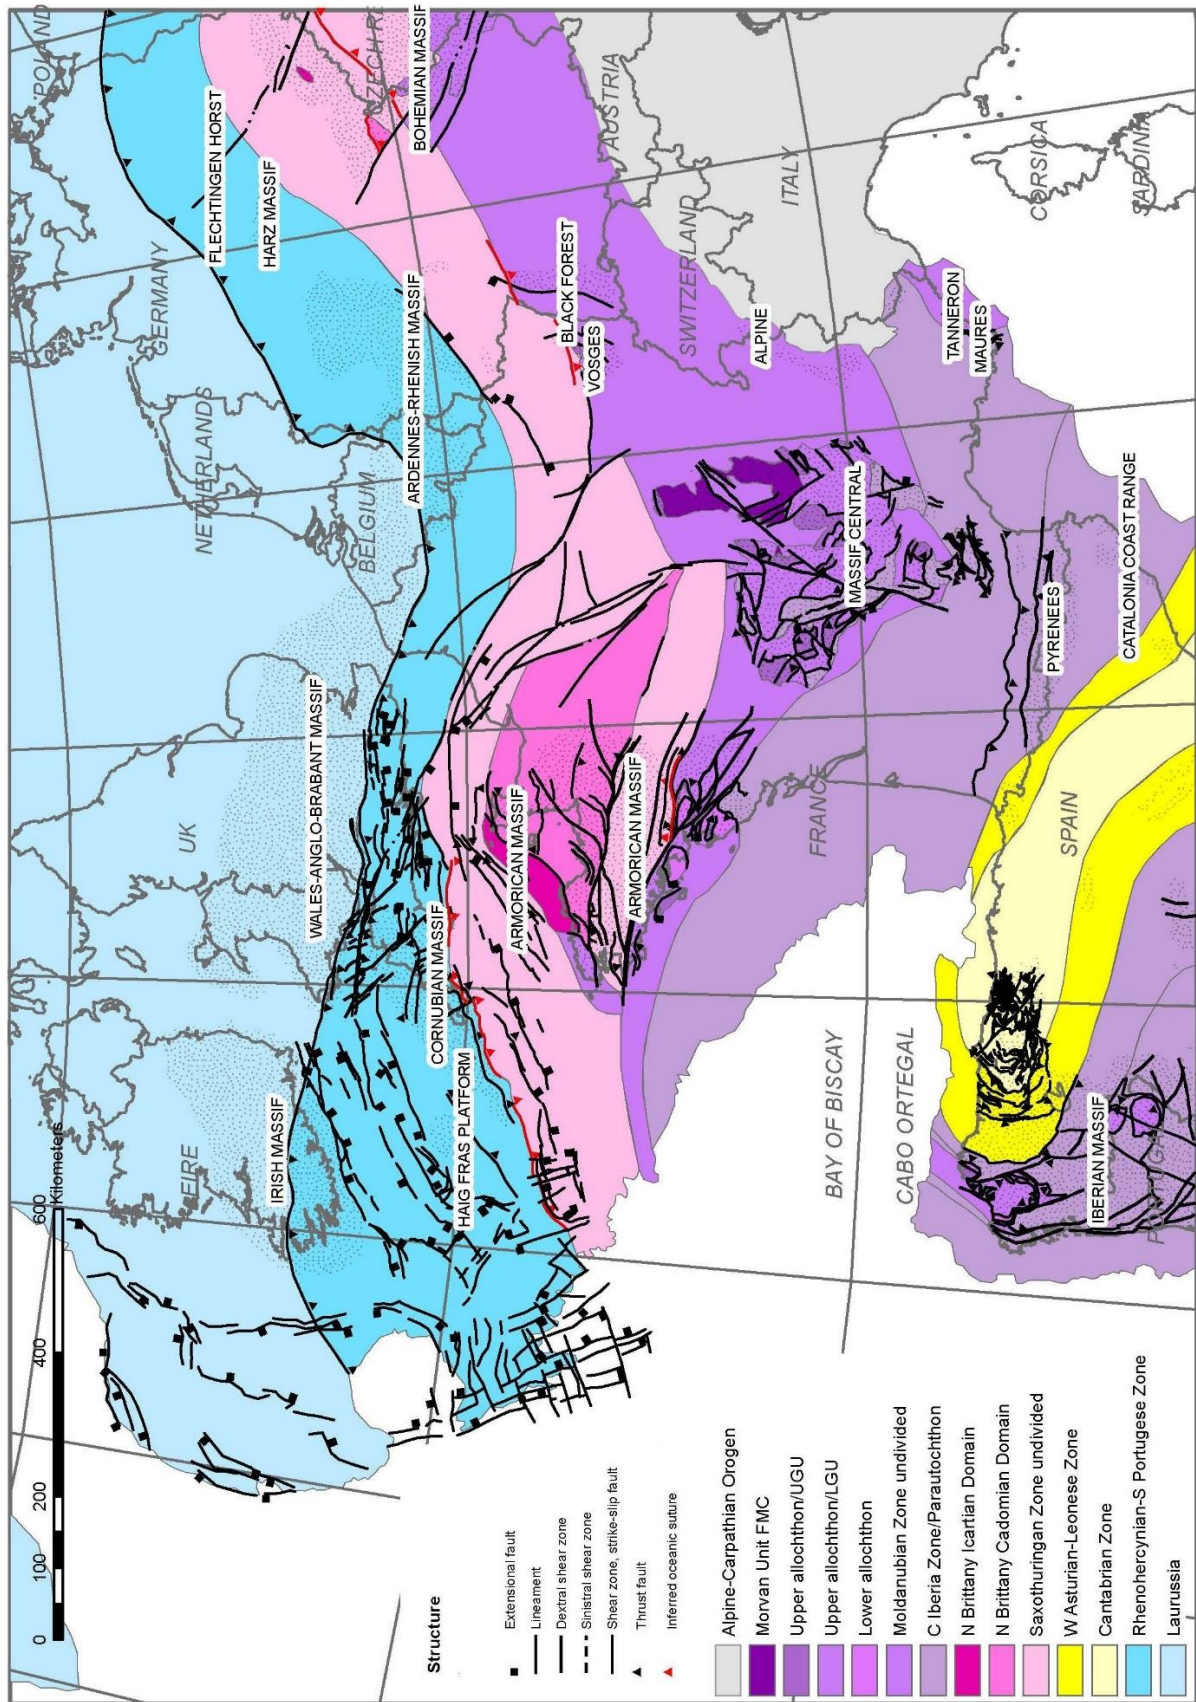 0 100 200 400 600
Kilometers
POLAND
CZECH RE
BOHEMIAN MASSIF
AUSTRIA
FLECHTINGEN HORST
HARZ MASSIF
GERMANY
ITALY
CORSICA
SARDINIA
NETHERLANDS
ARDENNES-RHENISH MASSIF
BLACK FOREST
VOSGES
SWITZERLAND
ALPINE
TANNERON
MAURES
BELGIUM
MASSIF CENTRAL
PYRENEES
CATALONIA COAST RANGE
UK
WALES-ANGLO-BRABANT MASSIF
ARMORICAN MASSIF
ARMORICAN MASSIF
FRANCE
SPAIN
CORNUBIAN MASSIF
EIRE
IRISH MASSIF
HAIG FRAS PLATFORM
BAY OF BISCAY
CABO ORTEGAL
IBERIAN MASSIF
Structure
Extensional fault
Lineament
Dextral shear zone
Sinistral shear zone
Shear zone, strike-slip fault
Thrust fault
Inferred oceanic suture
Alpine-Carpathian Orogen
Morvan Unit FMC
Upper allochthon/UGU
Upper allochthon/LGU
Lower allochthon
Moldanubian Zone undivided
C Iberia Zone/Parautochthon
N Brittany Icartian Domain
N Brittany Cadomian Domain
Saxothuringan Zone undivided
W Asturian-Leonese Zone
Cantabrian Zone
Rhenohercynian-S Portugese Zone
Laurussia